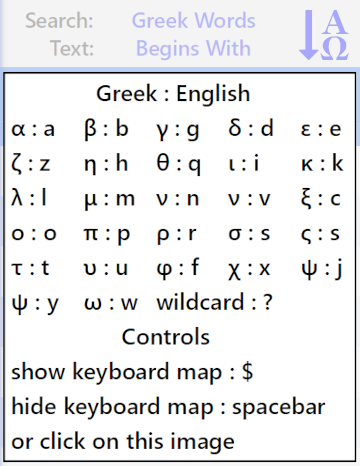 Search: Greek Words Α
Text: Begins With Ω
Greek : English
α : a β : b γ : g δ : d ε : e
ζ : z η : h θ : q ι : i κ : k
λ : l μ : m ν : n ν : v ξ : c
ο : o π : p ρ : r σ : s ς : s
τ : t υ : u φ : f χ : x ψ : j
ψ : y ω : w wildcard : ?
Controls
show keyboard map : $
hide keyboard map : spacebar
or click on this image